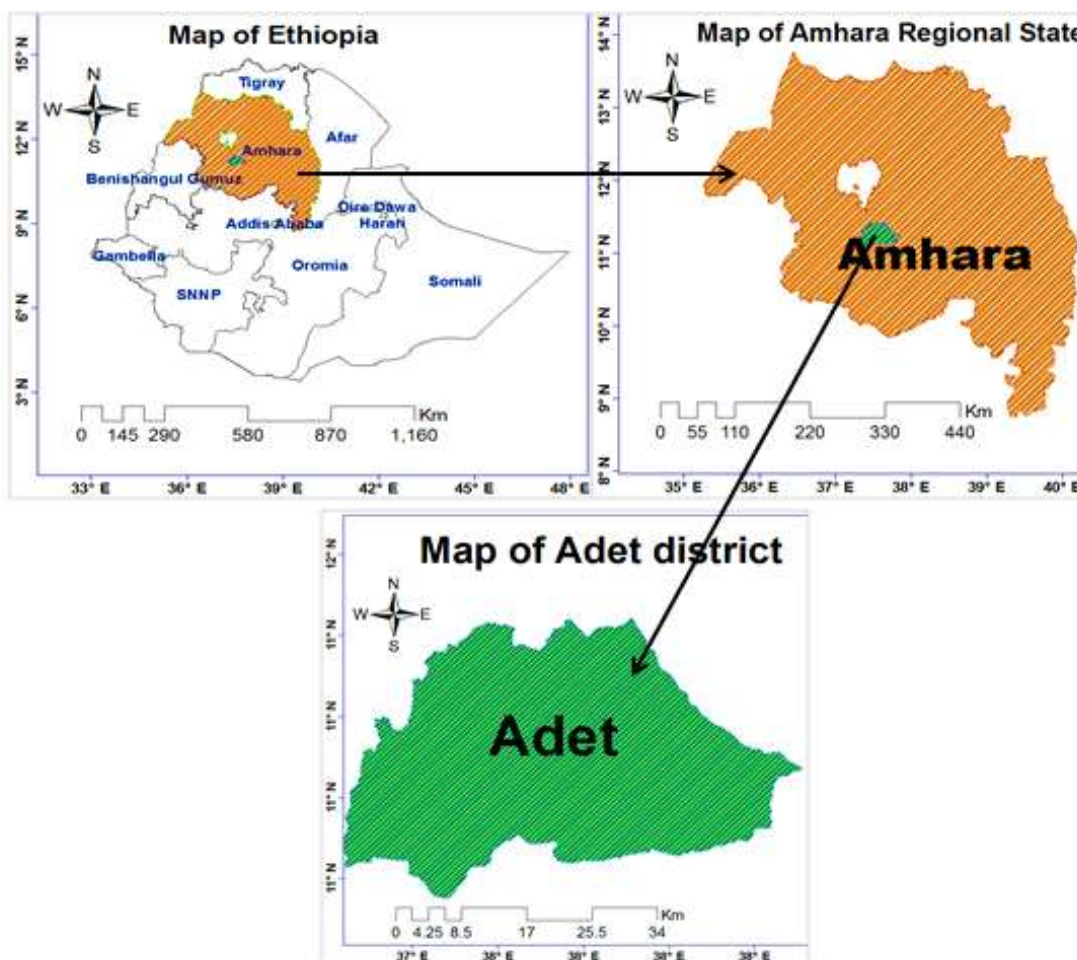 Map of Ethiopia
N
W E
S
15° N
12° N
9° N
6° N
3° N
Tigray
Afar
Amhara
Benishangul Gumuz
Dire Dawa
Addis Ababa
Harari
Gambella
Oromia
SNNP
Somali
Km
0 145 290 580 870 1,160
33° E 36° E 39° E 42° E 45° E 48° E
Map of Amhara Regional State
N
W E
S
14° N
13° N
12° N
11° N
10° N
9° N
8° N
Amhara
Km
0 55 110 220 330 440
35° E 36° E 37° E 38° E 39° E 40° E
Map of Adet district
N
W E
S
12° N
11° N
11° N
11° N
11° N
Adet
Km
0 4.25 8.5 17 25.5 34
37° E 38° E 38° E 38° E 38° E